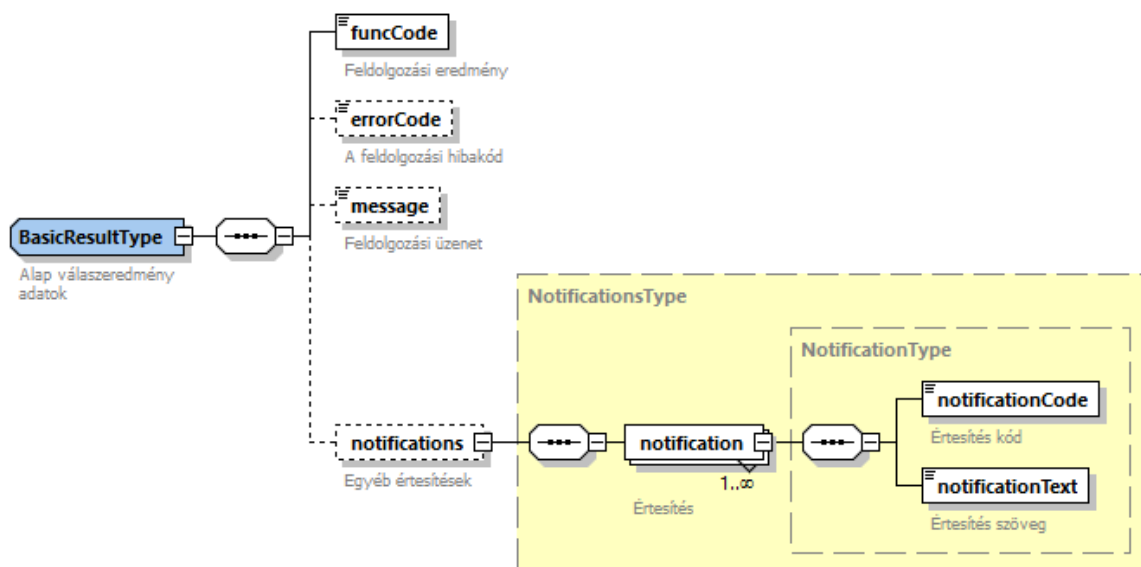 funcCode
Feldolgozási eredmény
errorCode
A feldolgozási hibakód
message
Feldolgozási üzenet
BasicResultType
Alap válaszeredmény
adatok
NotificationsType
NotificationType
notificationCode
Értesítés kód
notifications
Egyéb értesítések
notification
1..∞
Értesítés
notificationText
Értesítés szöveg